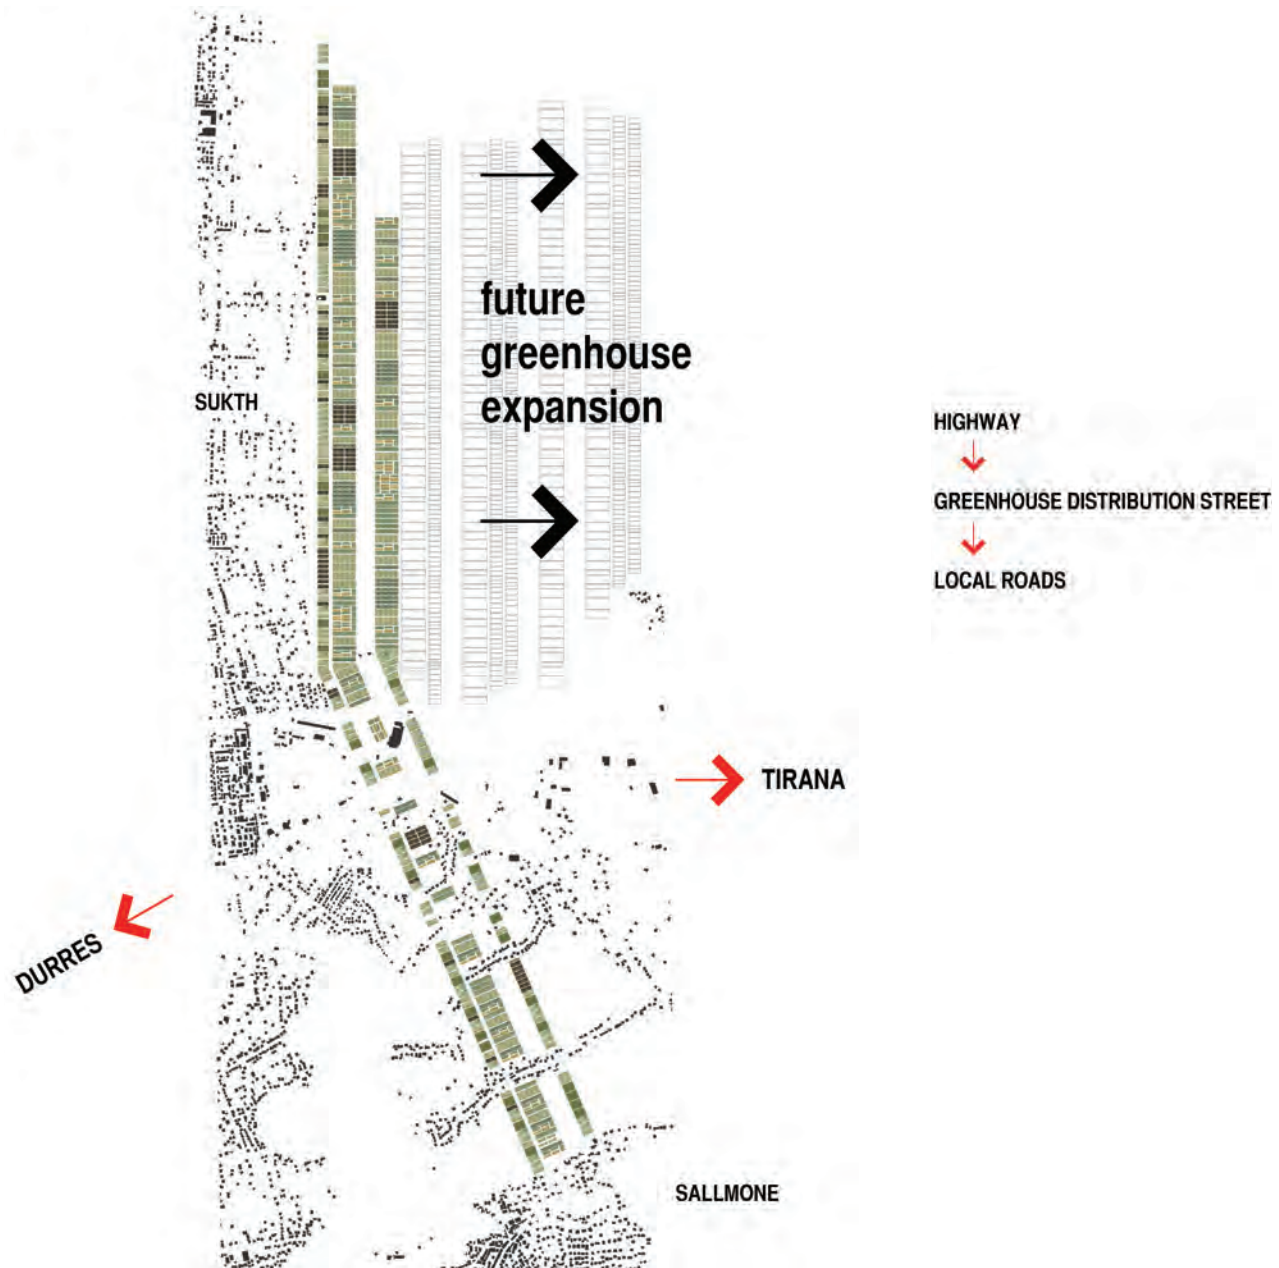 future
greenhouse
expansion
SUKTH
HIGHWAY
GREENHOUSE DISTRIBUTION STREET
LOCAL ROADS
TIRANA
DURRES
SALLMONE